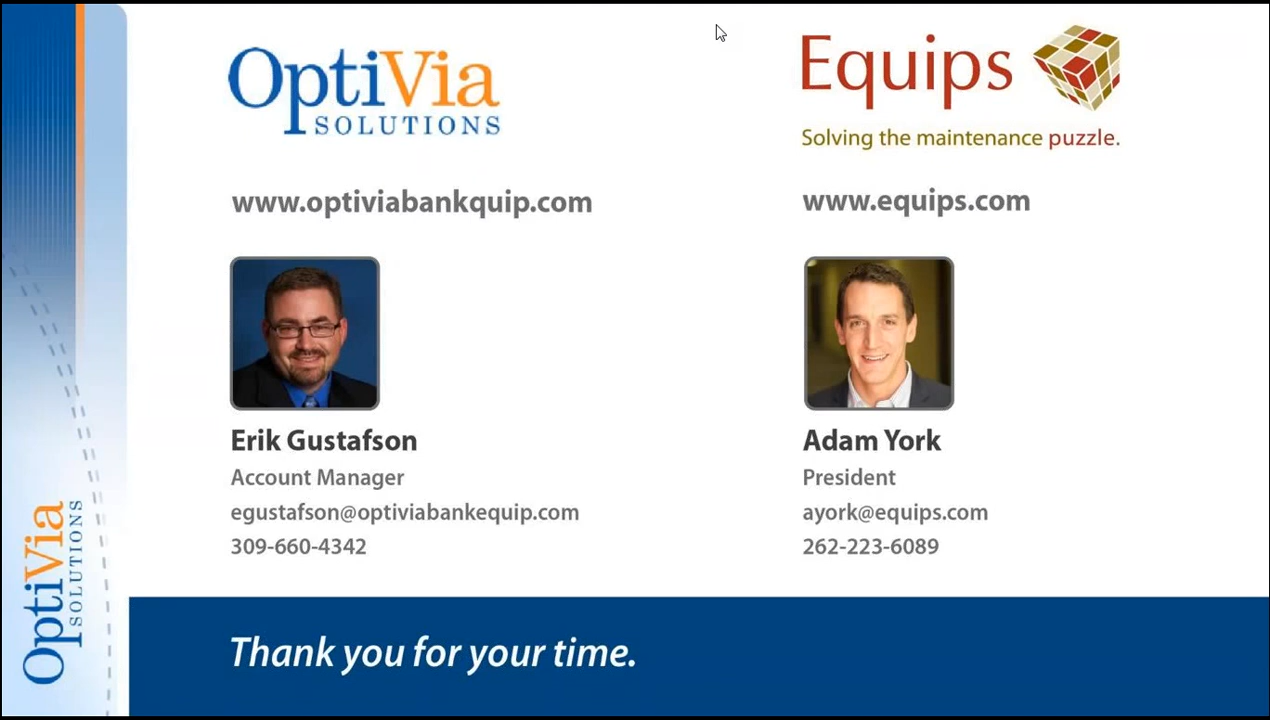 OptiVia
SOLUTIONS
www.optiviabankquip.com
Erik Gustafson
Account Manager
egustafson@optiviabankequip.com
309-660-4342
Equips
Solving the maintenance puzzle.
www.equips.com
Adam York
President
ayork@equips.com
262-223-6089
OptiVia
SOLUTIONS
Thank you for your time.